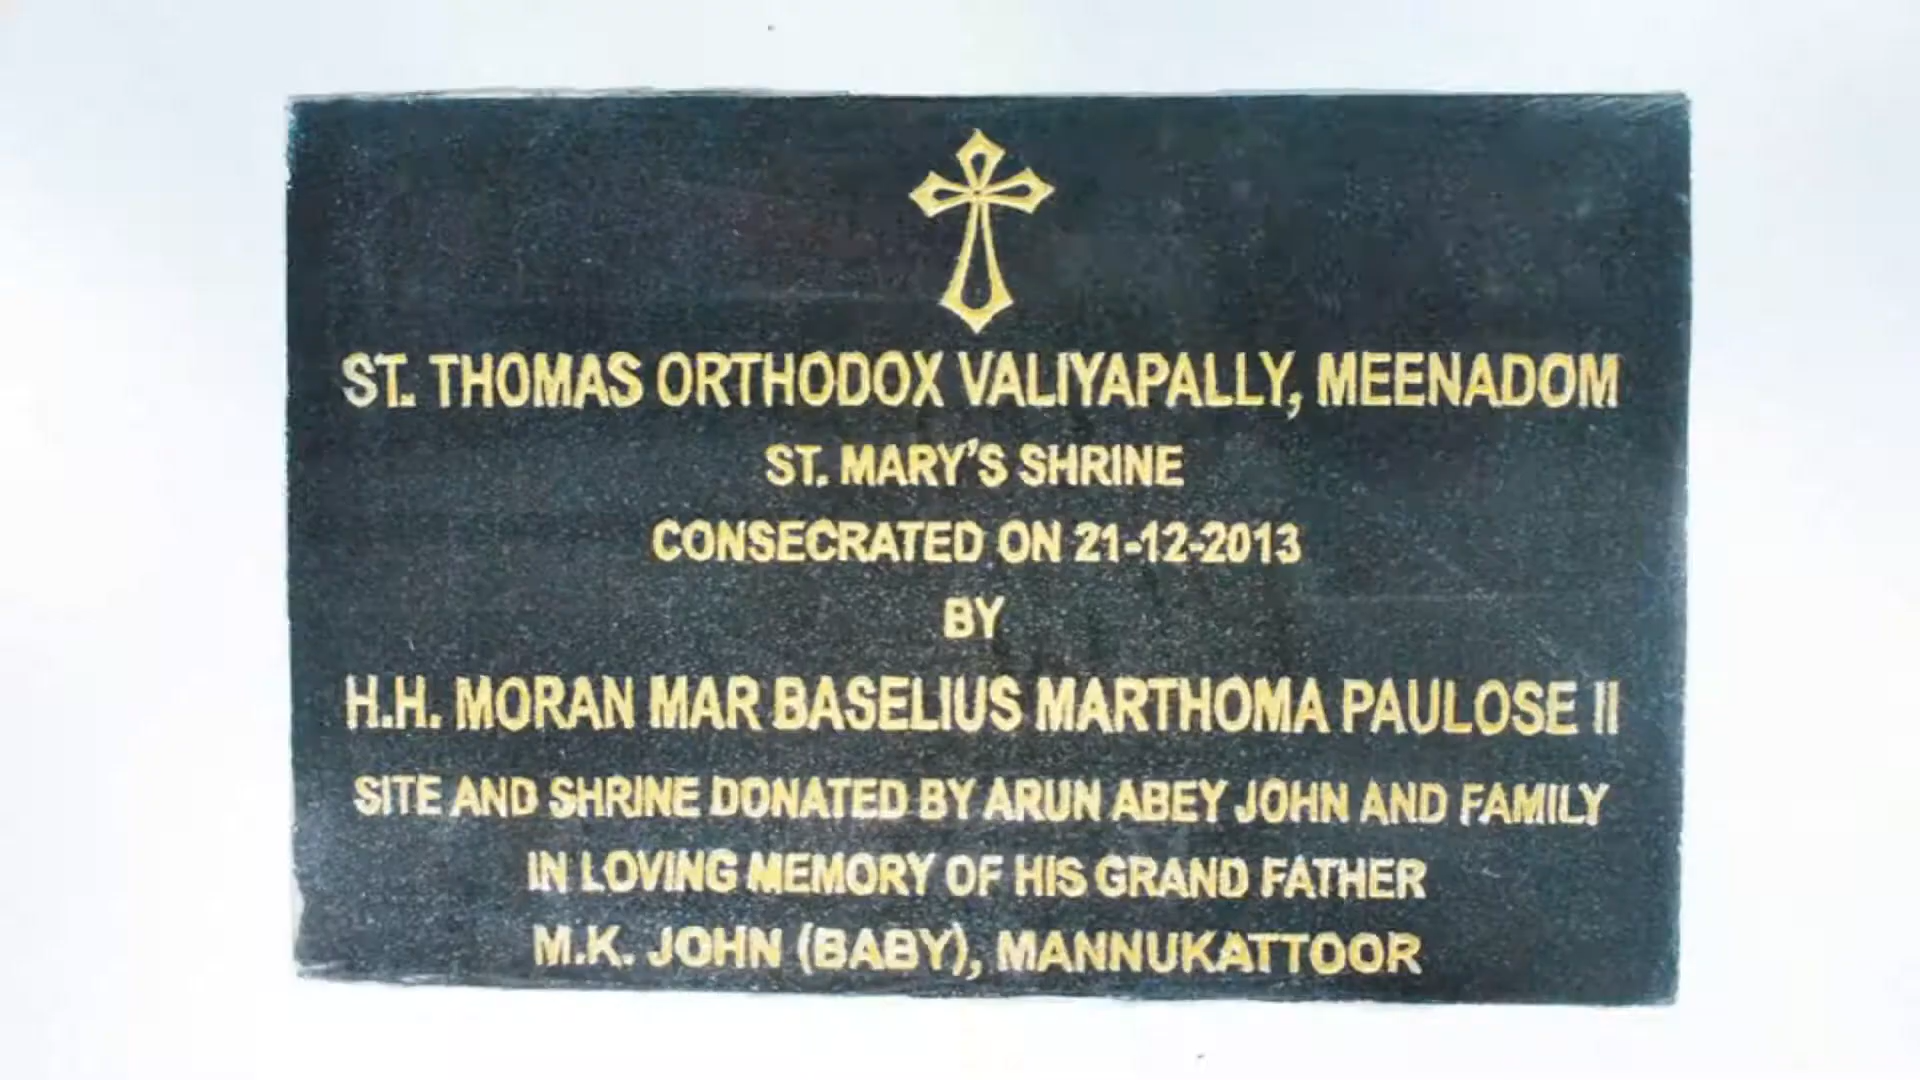 ST. THOMAS ORTHODOX VALIYAPALLY, MEENADOM
ST. MARY'S SHRINE
CONSECRATED ON 21-12-2013
BY
H.H. MORAN MAR BASELIUS MARTHOMA PAULOSE II
SITE AND SHRINE DONATED BY ARUN ABEY JOHN AND FAMILY
IN LOVING MEMORY OF HIS GRAND FATHER
M.K. JOHN (BABY), MANNUKATTOOR